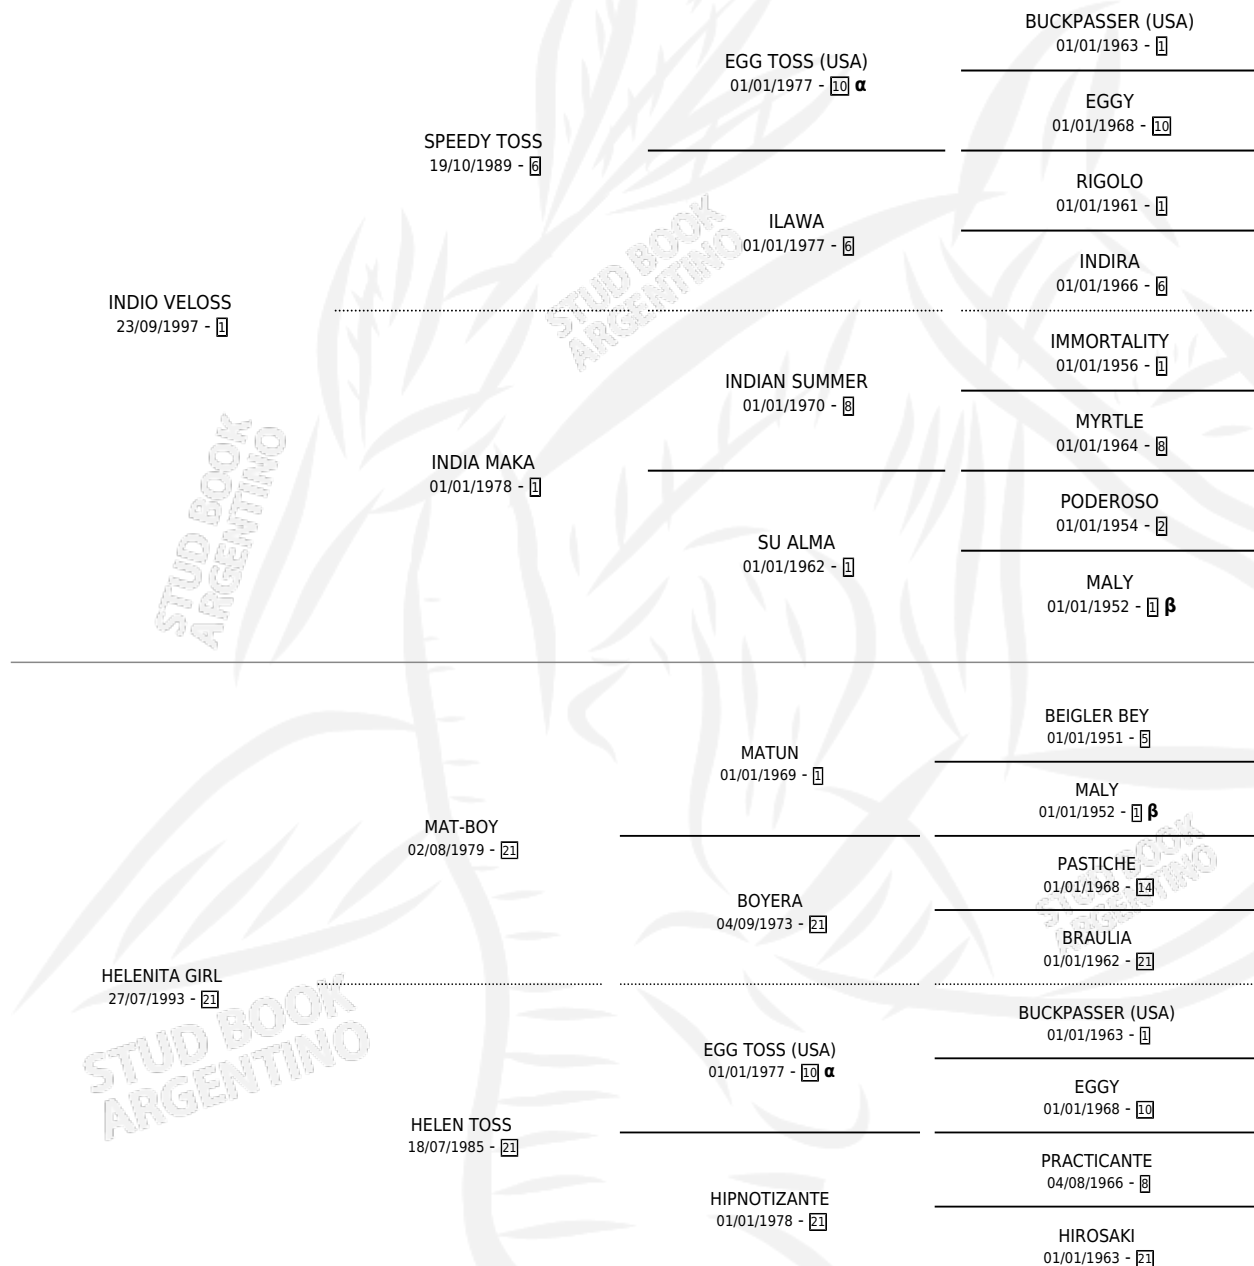 BUCKPASSER (USA)
01/01/1963 - 1
EGG TOSS (USA)
01/01/1977 - 10 α
EGGY
01/01/1968 - 10
SPEEDY TOSS
19/10/1989 - 6
RIGOLO
01/01/1961 - 1
ILAWA
01/01/1977 - 6
INDIRA
01/01/1966 - 6
INDIO VELOSS
23/09/1997 - 1
IMMORTALITY
01/01/1956 - 1
INDIAN SUMMER
01/01/1970 - 8
MYRTLE
01/01/1964 - 8
INDIA MAKA
01/01/1978 - 1
PODEROSO
01/01/1954 - 2
SU ALMA
01/01/1962 - 1
MALY
01/01/1952 - 1 β
BEIGLER BEY
01/01/1951 - 5
MATUN
01/01/1969 - 1
MALY
01/01/1952 - 1 β
MAT-BOY
02/08/1979 - 21
PASTICHE
01/01/1968 - 14
BOYERA
04/09/1973 - 21
BRAULIA
01/01/1962 - 21
HELENITA GIRL
27/07/1993 - 21
BUCKPASSER (USA)
01/01/1963 - 1
EGG TOSS (USA)
01/01/1977 - 10 α
EGGY
01/01/1968 - 10
HELEN TOSS
18/07/1985 - 21
PRACTICANTE
04/08/1966 - 8
HIPNOTIZANTE
01/01/1978 - 21
HIROSAKI
01/01/1963 - 21
STUD BOOK
ARGENTINO
STUD BOOK
ARGENTINO
STUD BOOK
ARGENTINO
STUD BOOK
ARGENTINO